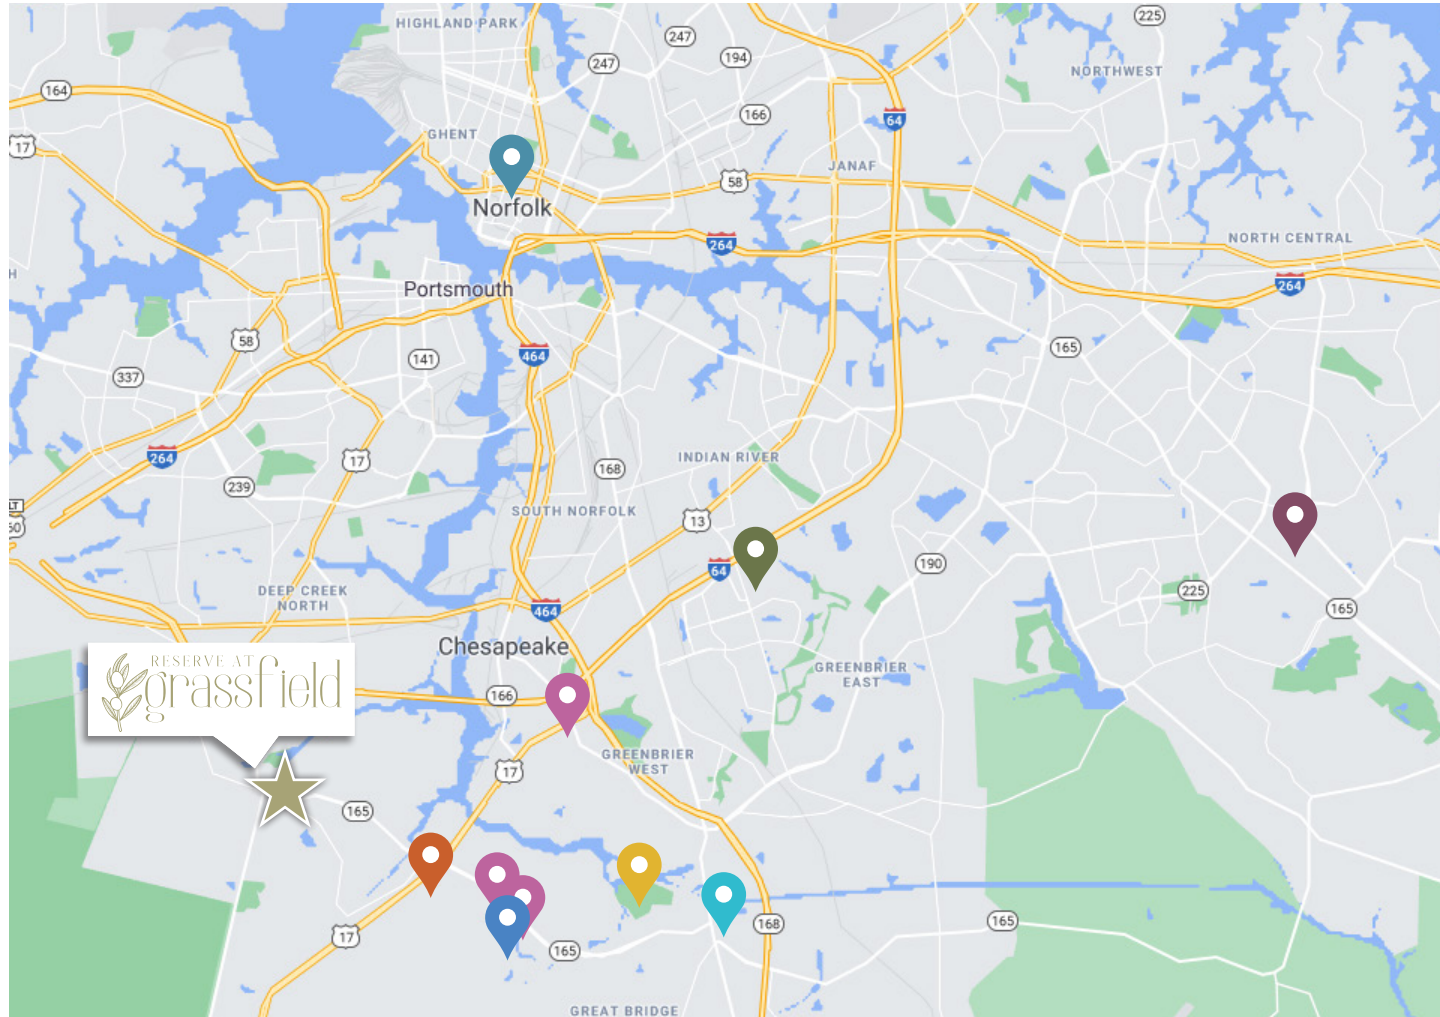 HIGHLAND PARK
225
247
247
194
NORTHWEST
164
166
64
17
GHENT
JANAF
58
Norfolk
264
NORTH CENTRAL
H
264
Portsmouth
58
165
141
464
337
264
17
INDIAN RIVER
168
239
LT
60
SOUTH NORFOLK
13
64
190
DEEP CREEK
NORTH
225
165
464
Chesapeake
RESERVE AT
grassfield
166
GREENBRIER
EAST
GREENBRIER
WEST
17
165
168
165
17
165
GREAT BRIDGE